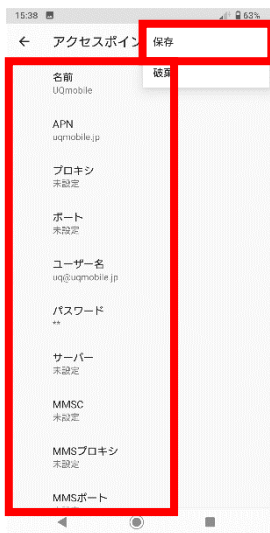 15:38
63%
アクセスポイン
保存
破棄
名前
UQmobile
APN
uqmobile.jp
プロキシ
未設定
ポート
未設定
ユーザー名
uq@uqmobile.jp
パスワード
**
サーバー
未設定
MMSC
未設定
MMSプロキシ
未設定
MMSポート